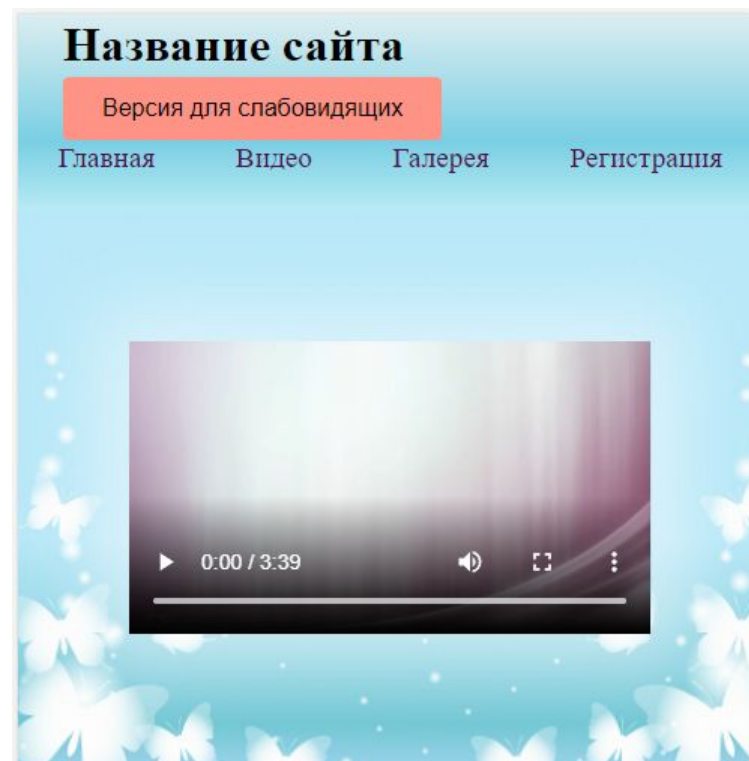 Название сайта
Версия для слабовидящих
Главная Видео Галерея Регистрация
0:00 / 3:39